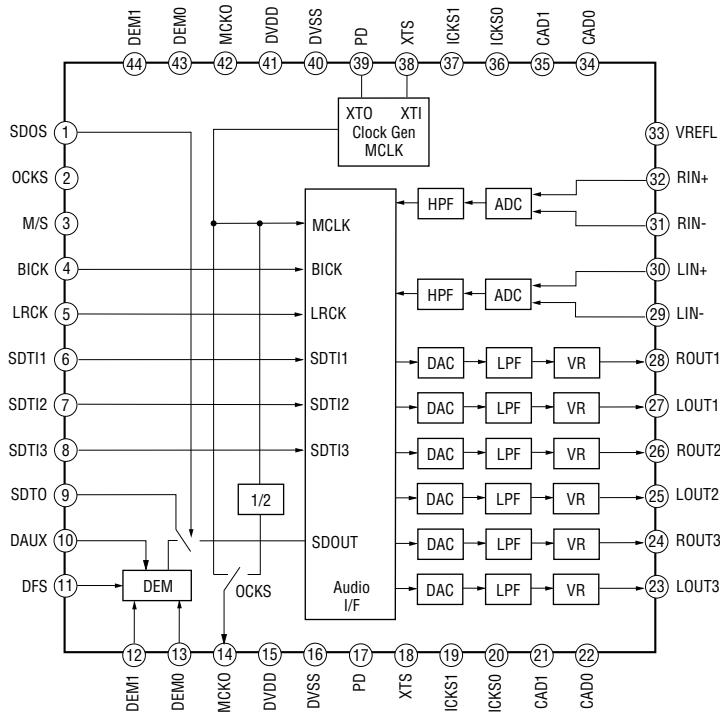 DEM1
DEM0
MCKO
DVDD
DVSS
PD
XTS
ICKS1
ICKS0
CAD1
CAD0
44
43
42
41
40
39
38
37
36
35
34
XTO XTI
Clock Gen
MCLK
SDOS 1
OCKS 2
M/S 3
BICK 4
LRCK 5
SDTI1 6
SDTI2 7
SDTI3 8
SDTO 9
DAUX 10
DFS 11
MCLK
BICK
LRCK
SDTI1
SDTI2
SDTI3
SDOUT
Audio
I/F
1/2
OCKS
DEM
HPF ADC
HPF ADC
DAC LPF VR
DAC LPF VR
DAC LPF VR
DAC LPF VR
DAC LPF VR
DAC LPF VR
33 VREFL
32 RIN+
31 RIN-
30 LIN+
29 LIN-
28 ROUT1
27 LOUT1
26 ROUT2
25 LOUT2
24 ROUT3
23 LOUT3
12
13
14
15
16
17
18
19
20
21
22
DEM1
DEM0
MCKO
DVDD
DVSS
PD
XTS
ICKS1
ICKS0
CAD1
CAD0